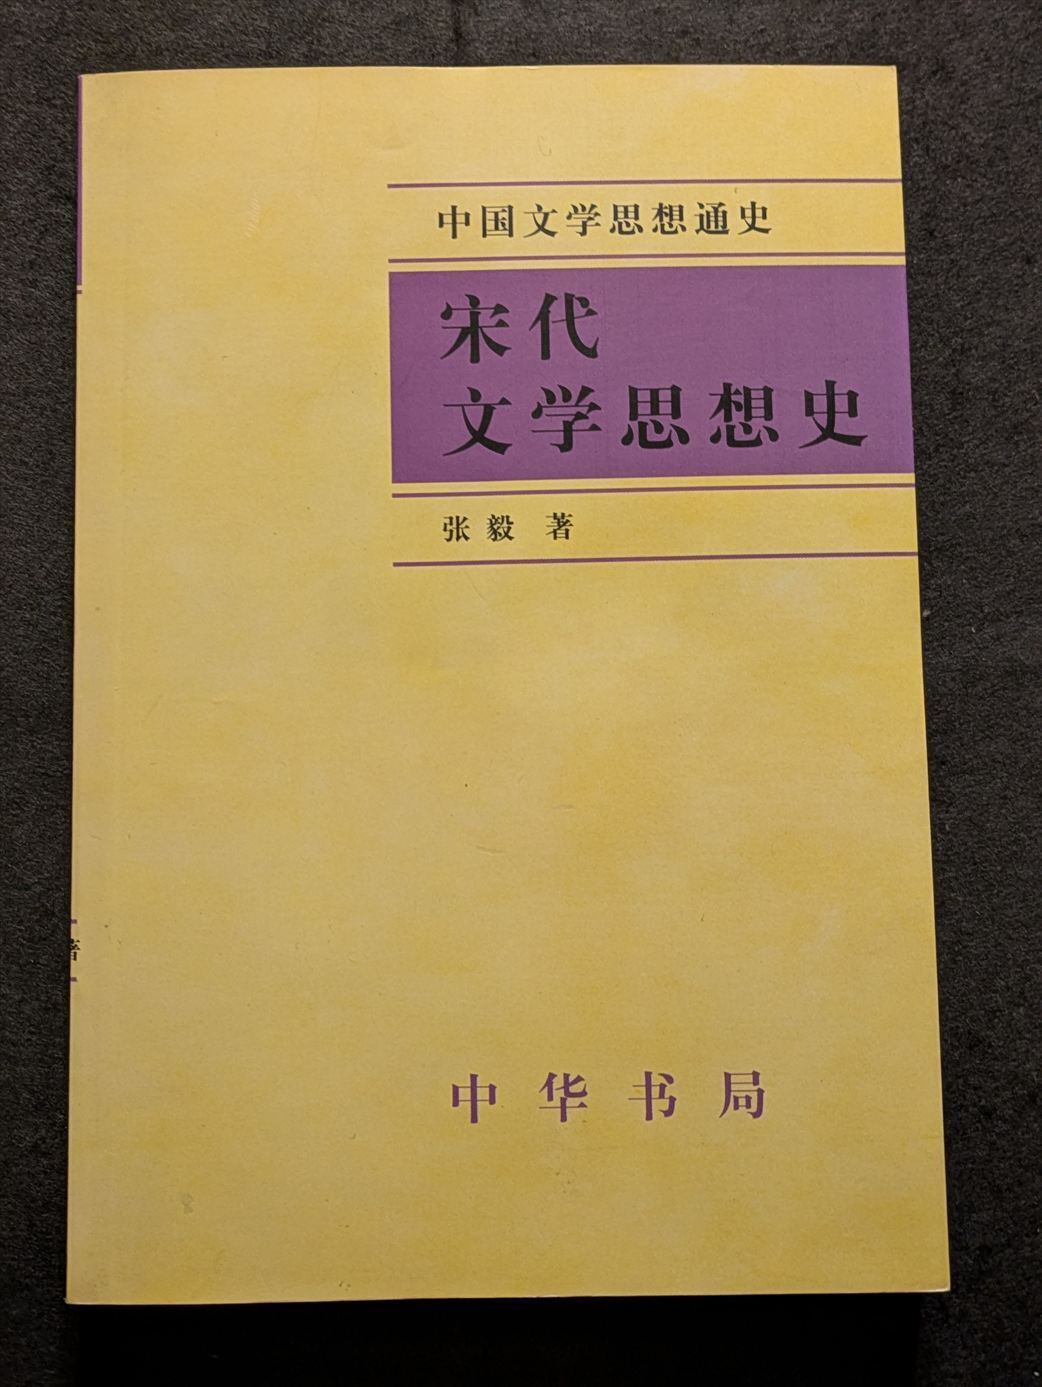 中国文学思想通史
宋代
文学思想史
张毅 著
中华书局
著